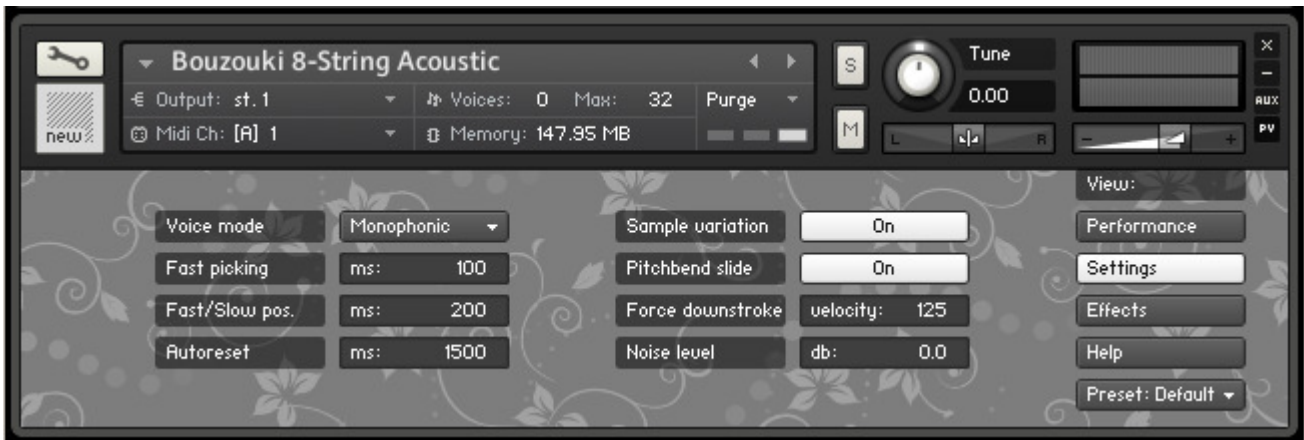 Bouzouki 8-String Acoustic
Output: st.1
Voices: 0 Max: 32
Purge
Midi Ch: [A] 1
Memory: 147.95 MB
new
S
M
Tune
0.00
L R
- +
×
-
AUX
PV
View:
Voice mode Monophonic
Sample variation On
Performance
Fast picking ms: 100
Pitchbend slide On
Settings
Fast/Slow pos. ms: 200
Force downstroke velocity: 125
Effects
Autoreset ms: 1500
Noise level db: 0.0
Help
Preset: Default